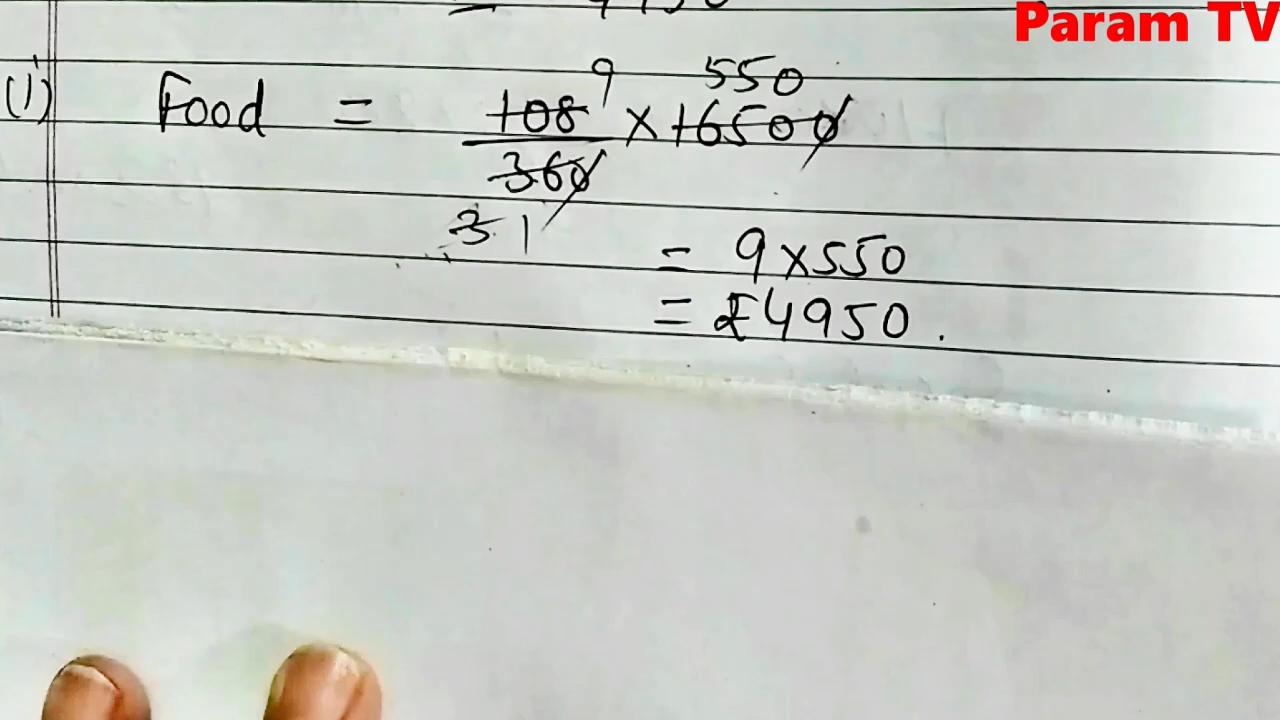 Param TV
(i) Food = 108/360 × 16500
9 550
3 1
= 9×550
= ₹4950.